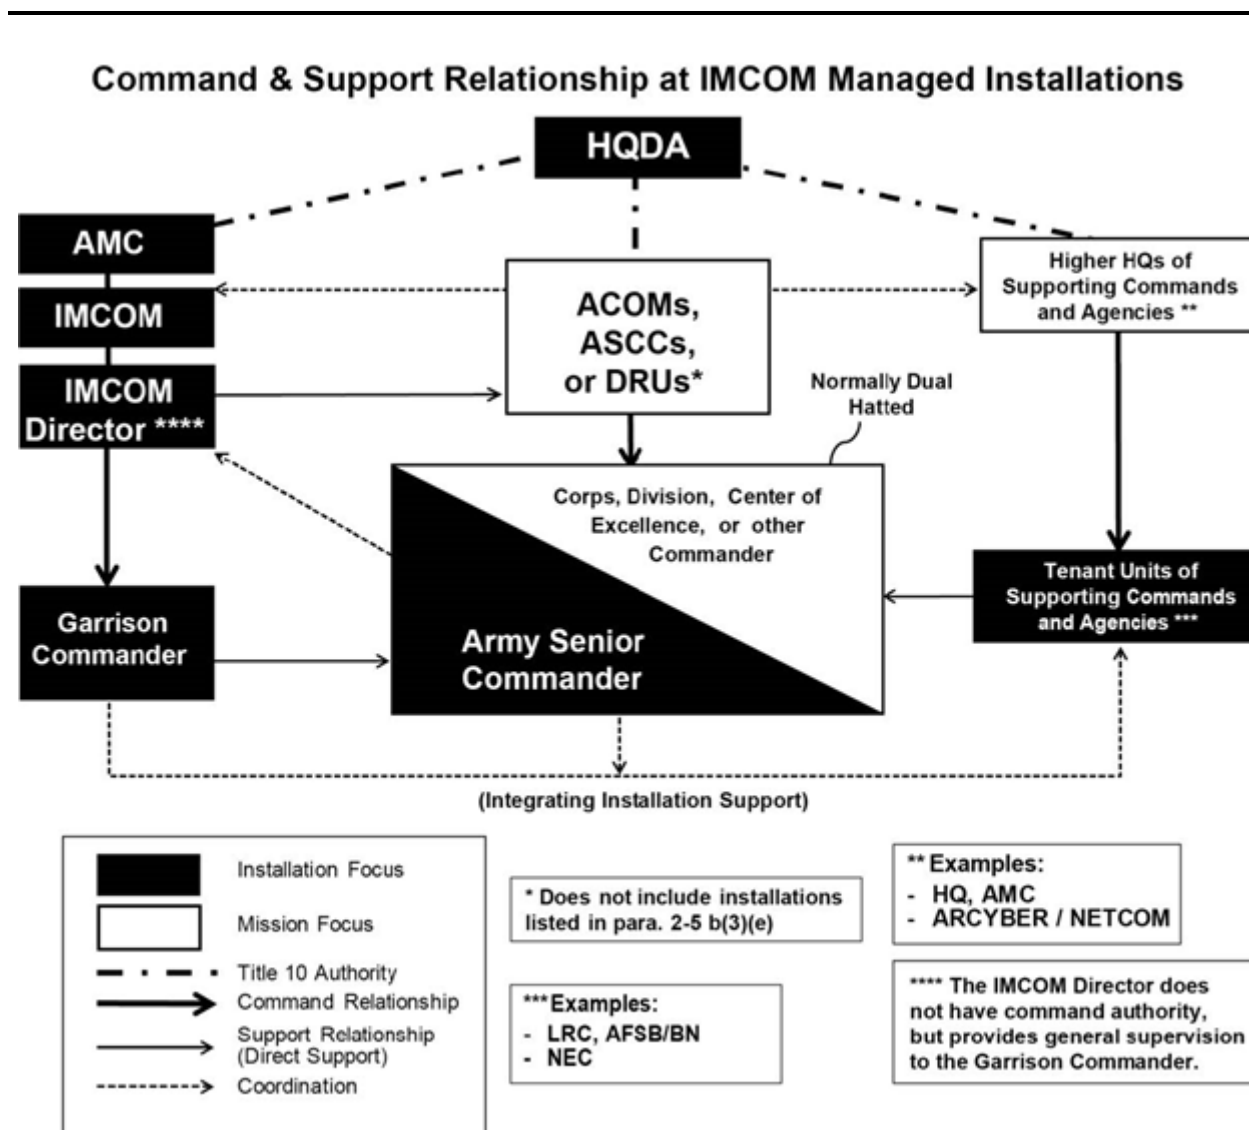 Command & Support Relationship at IMCOM Managed Installations
HQDA
AMC
IMCOM
IMCOM
Director ****
ACOMs,
ASCCs,
or DRUs*
Higher HQs of
Supporting Commands
and Agencies **
Normally Dual
Hatted
Corps, Division, Center of
Excellence, or other
Commander
Army Senior
Commander
Garrison
Commander
Tenant Units of
Supporting Commands
and Agencies ***
(Integrating Installation Support)
Installation Focus
Mission Focus
Title 10 Authority
Command Relationship
Support Relationship
(Direct Support)
Coordination
* Does not include installations
listed in para. 2-5 b(3)(e)
***Examples:
- LRC, AFSB/BN
- NEC
** Examples:
- HQ, AMC
- ARCYBER / NETCOM
**** The IMCOM Director does
not have command authority,
but provides general supervision
to the Garrison Commander.